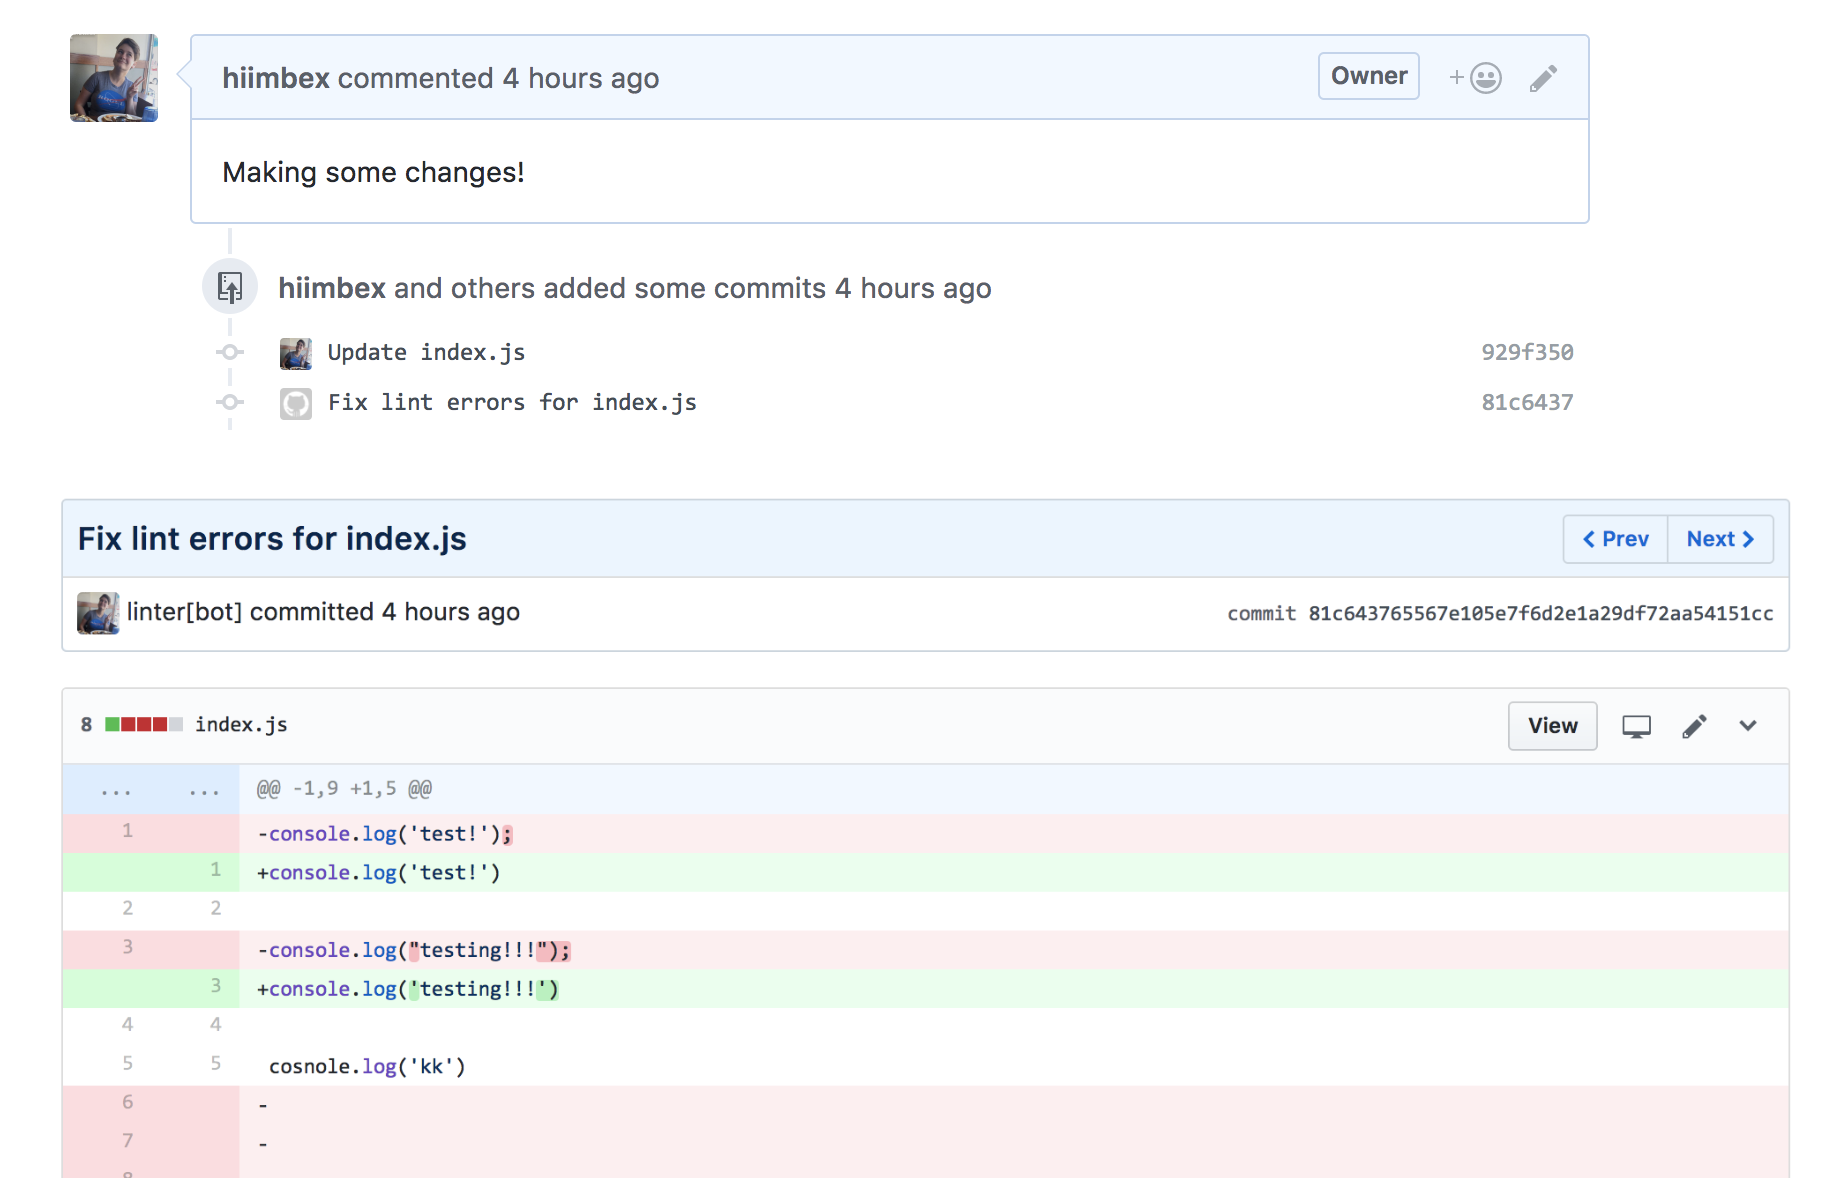 hiimbex commented 4 hours ago
Owner
+
Making some changes!
hiimbex and others added some commits 4 hours ago
Update index.js
929f350
Fix lint errors for index.js
81c6437
Fix lint errors for index.js
Prev
Next
linter[bot] committed 4 hours ago
commit 81c643765567e105e7f6d2e1a29df72aa54151cc
8 index.js
View
... ... @@ -1,9 +1,5 @@
1 -console.log('test!');
1 +console.log('test!')
2 2
3 -console.log("testing!!!");
3 +console.log('testing!!!')
4 4
5 5 cosnole.log('kk')
6 -
7 -